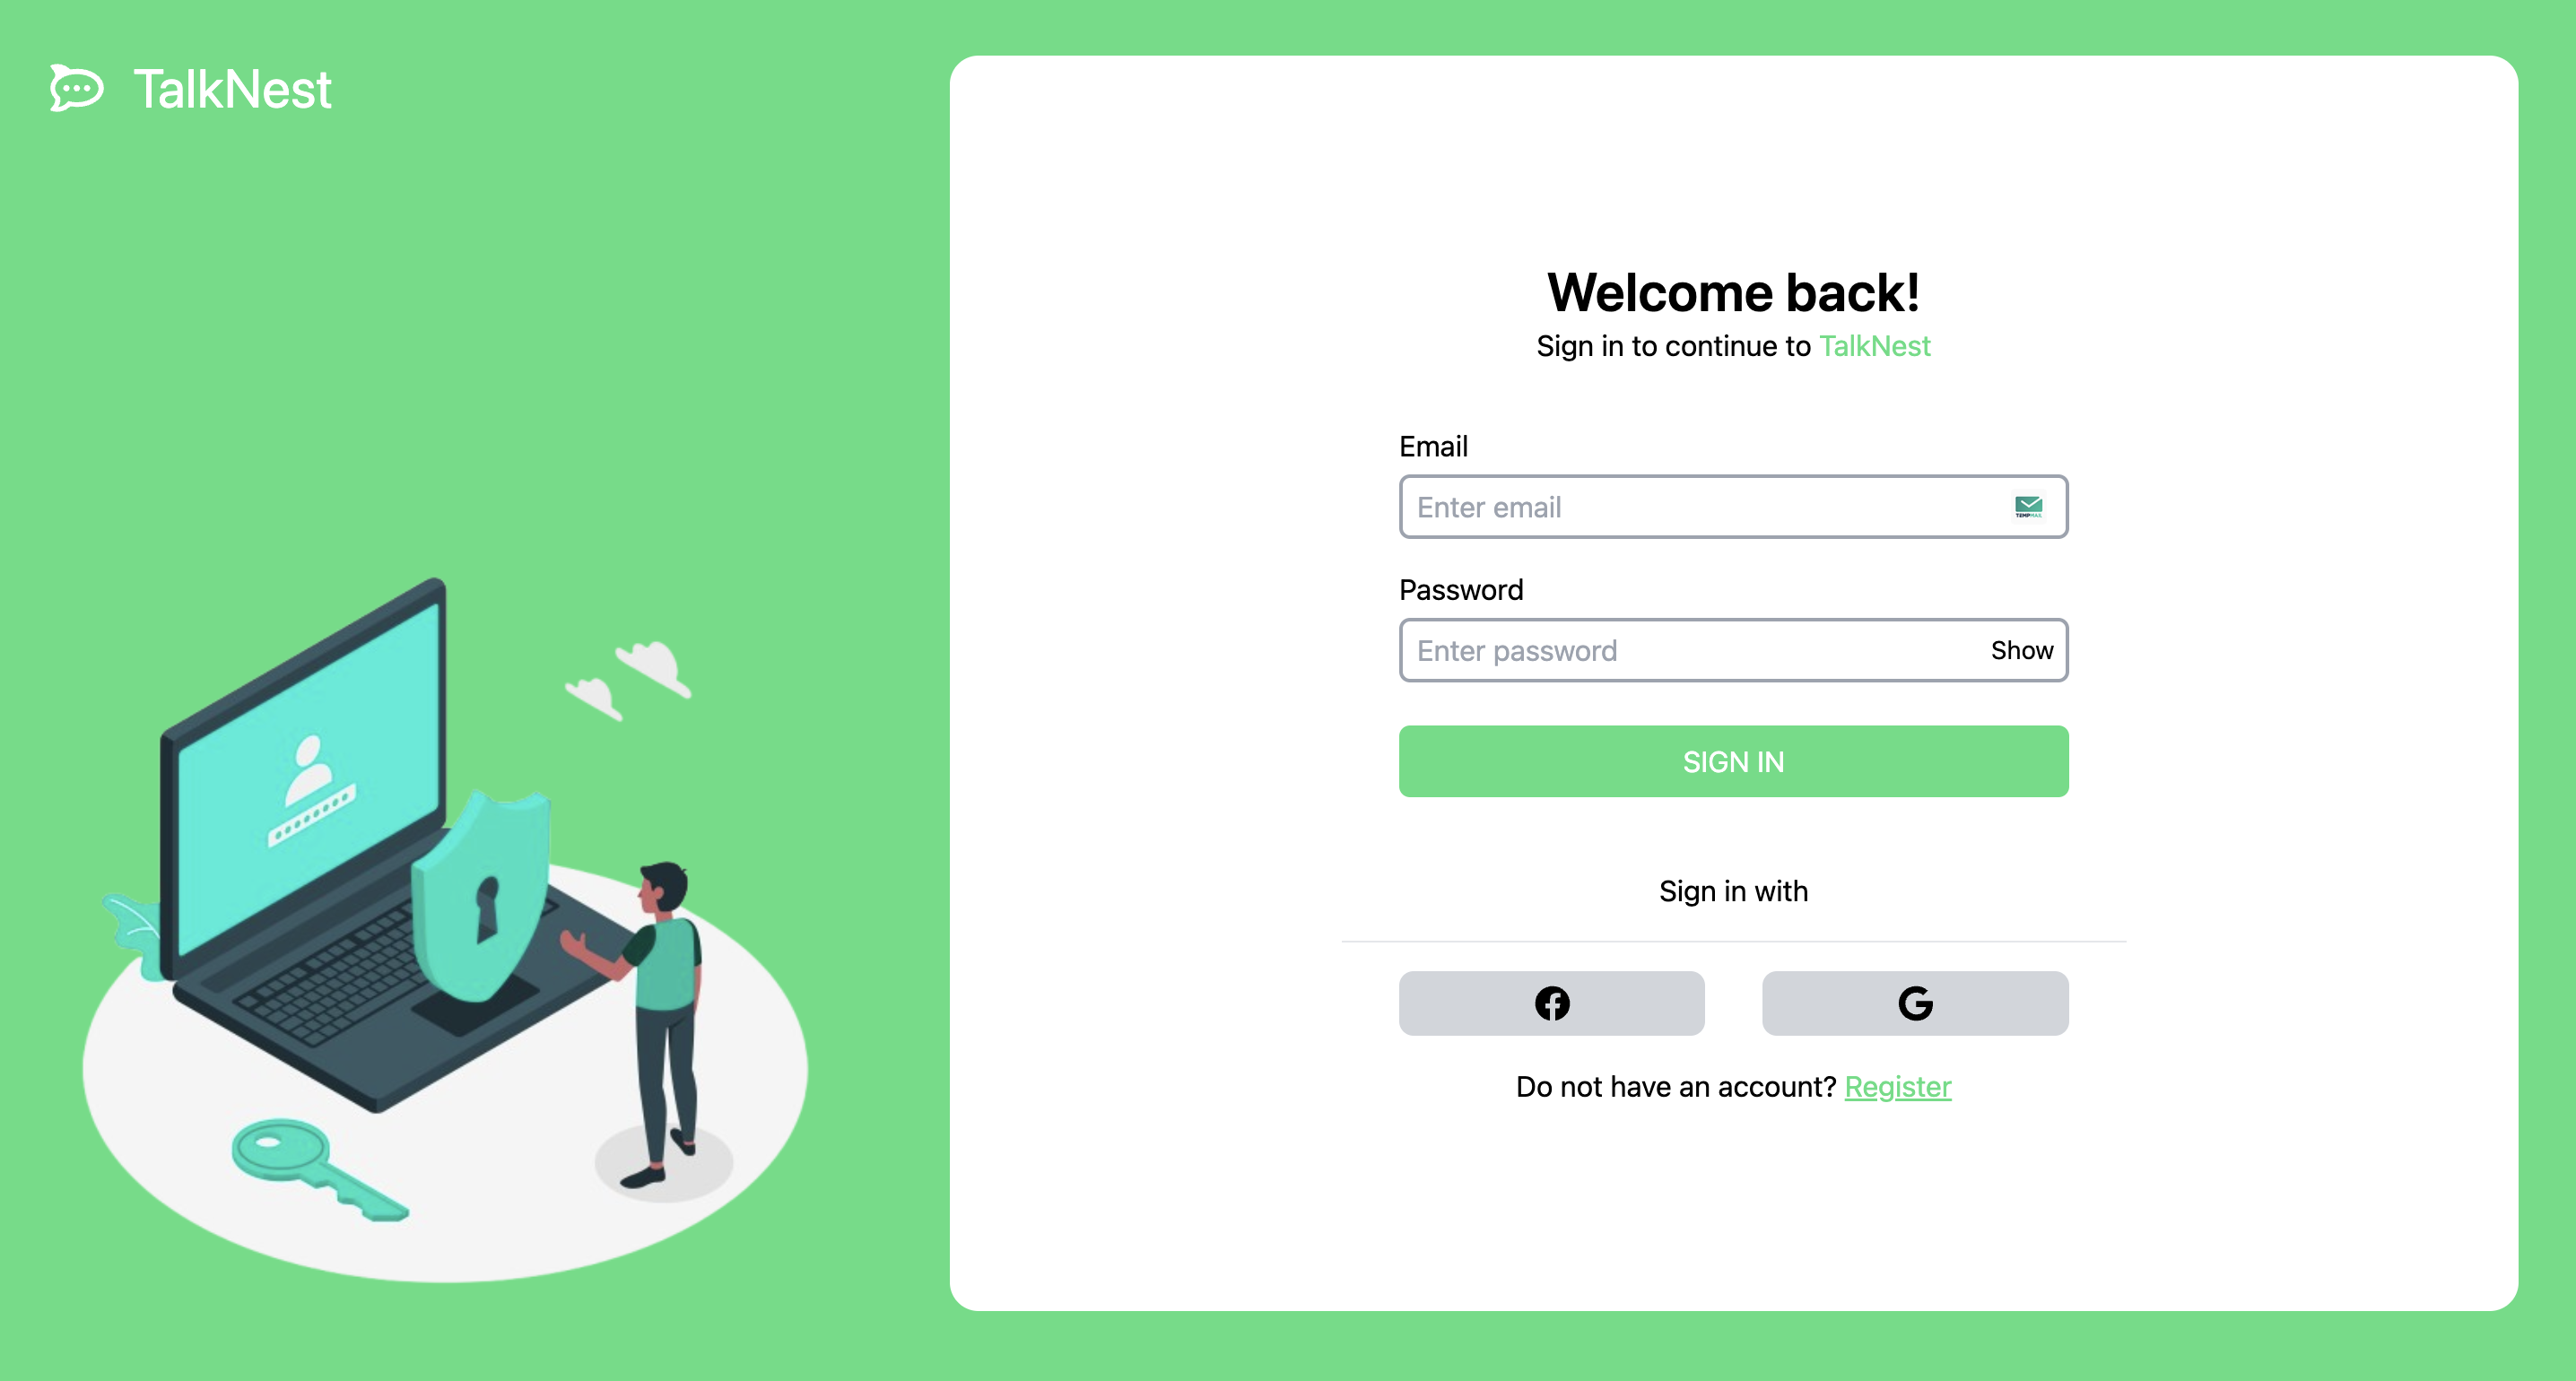 TalkNest
Welcome back!
Sign in to continue to TalkNest
Email
Enter email
TEMPMAX
Password
Enter password
Show
SIGN IN
Sign in with
Do not have an account? Register